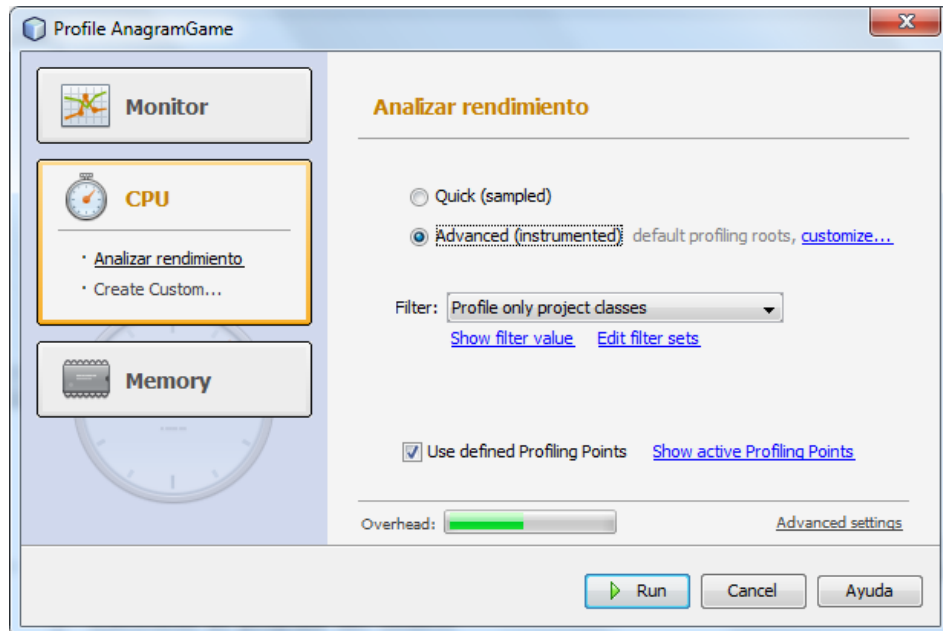 Profile AnagramGame
Monitor
CPU
· Analizar rendimiento
· Create Custom...
Memory
Analizar rendimiento
Quick (sampled)
Advanced (instrumented) default profiling roots, customize...
Filter: Profile only project classes
Show filter value Edit filter sets
Use defined Profiling Points Show active Profiling Points
Overhead: Advanced settings
Run Cancel Ayuda